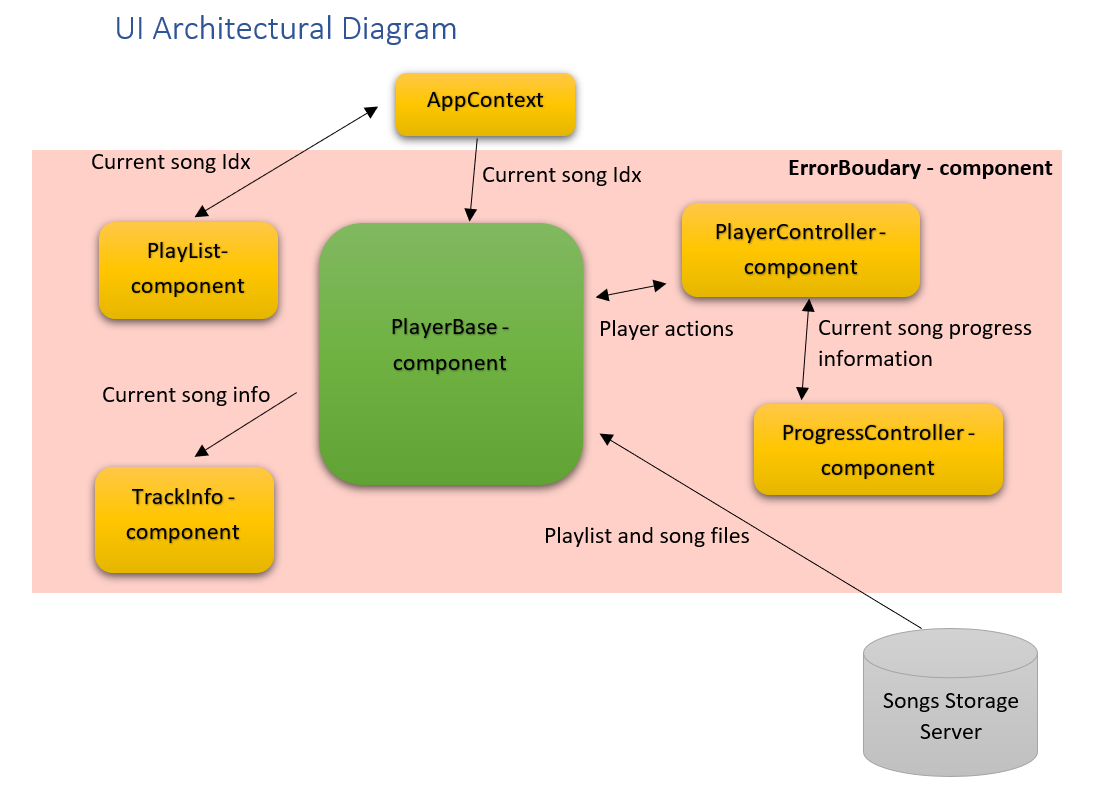 UI Architectural Diagram
AppContext
Current song Idx
Current song Idx
ErrorBoudary - component
PlayList-
component
PlayerController -
component
PlayerBase -
component
Player actions
Current song progress
information
Current song info
ProgressController -
component
TrackInfo -
component
Playlist and song files
Songs Storage
Server